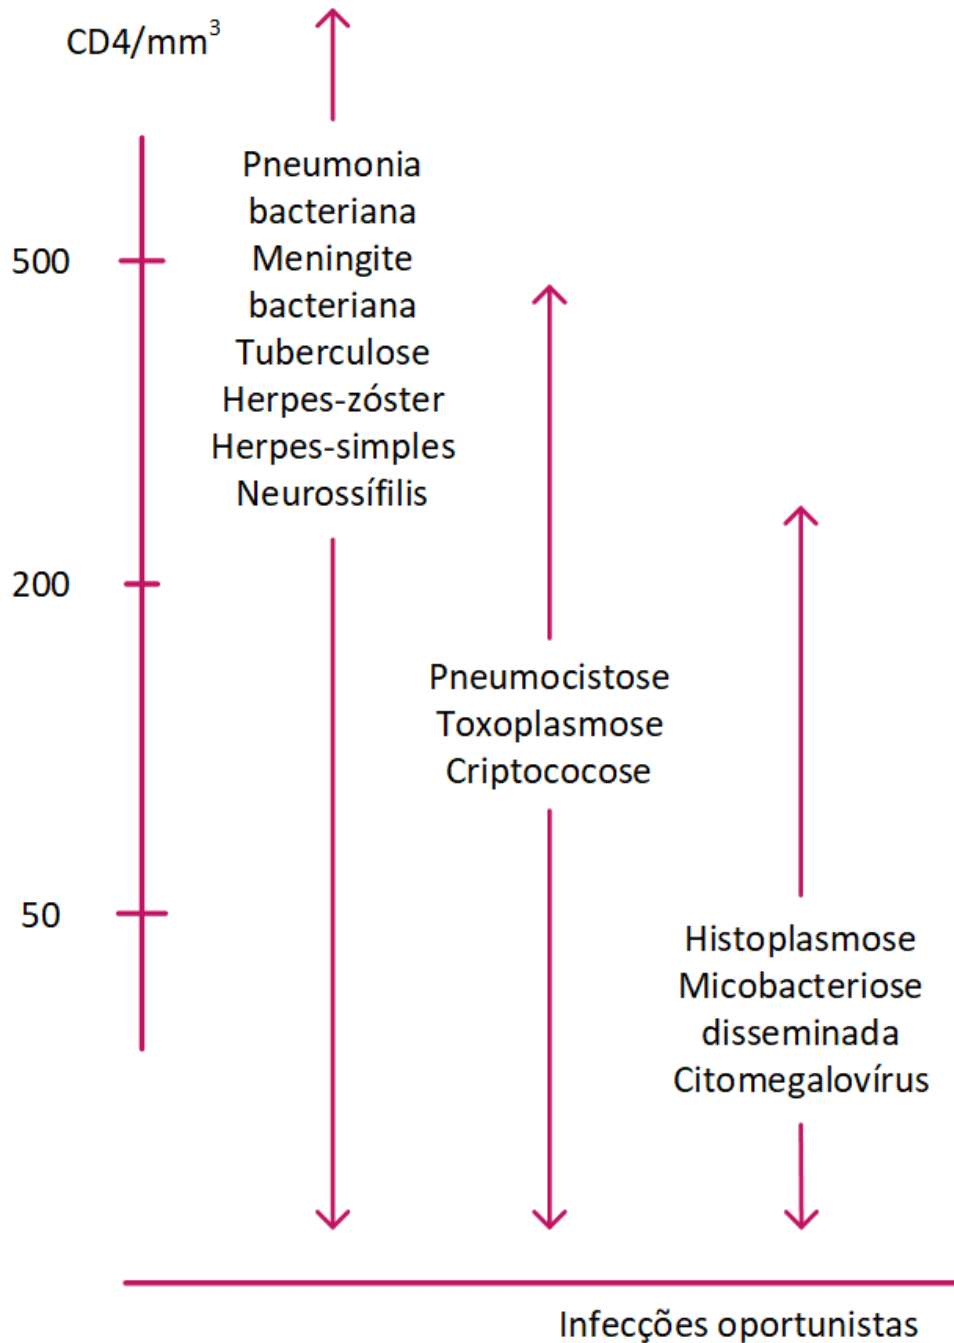 CD4/mm³
500
200
50
Pneumonia
bacteriana
Meningite
bacteriana
Tuberculose
Herpes-zóster
Herpes-simples
Neurossífilis
Pneumocistose
Toxoplasmose
Criptococose
Histoplasmose
Micobacteriose
disseminada
Citomegalovírus
Infecções oportunistas